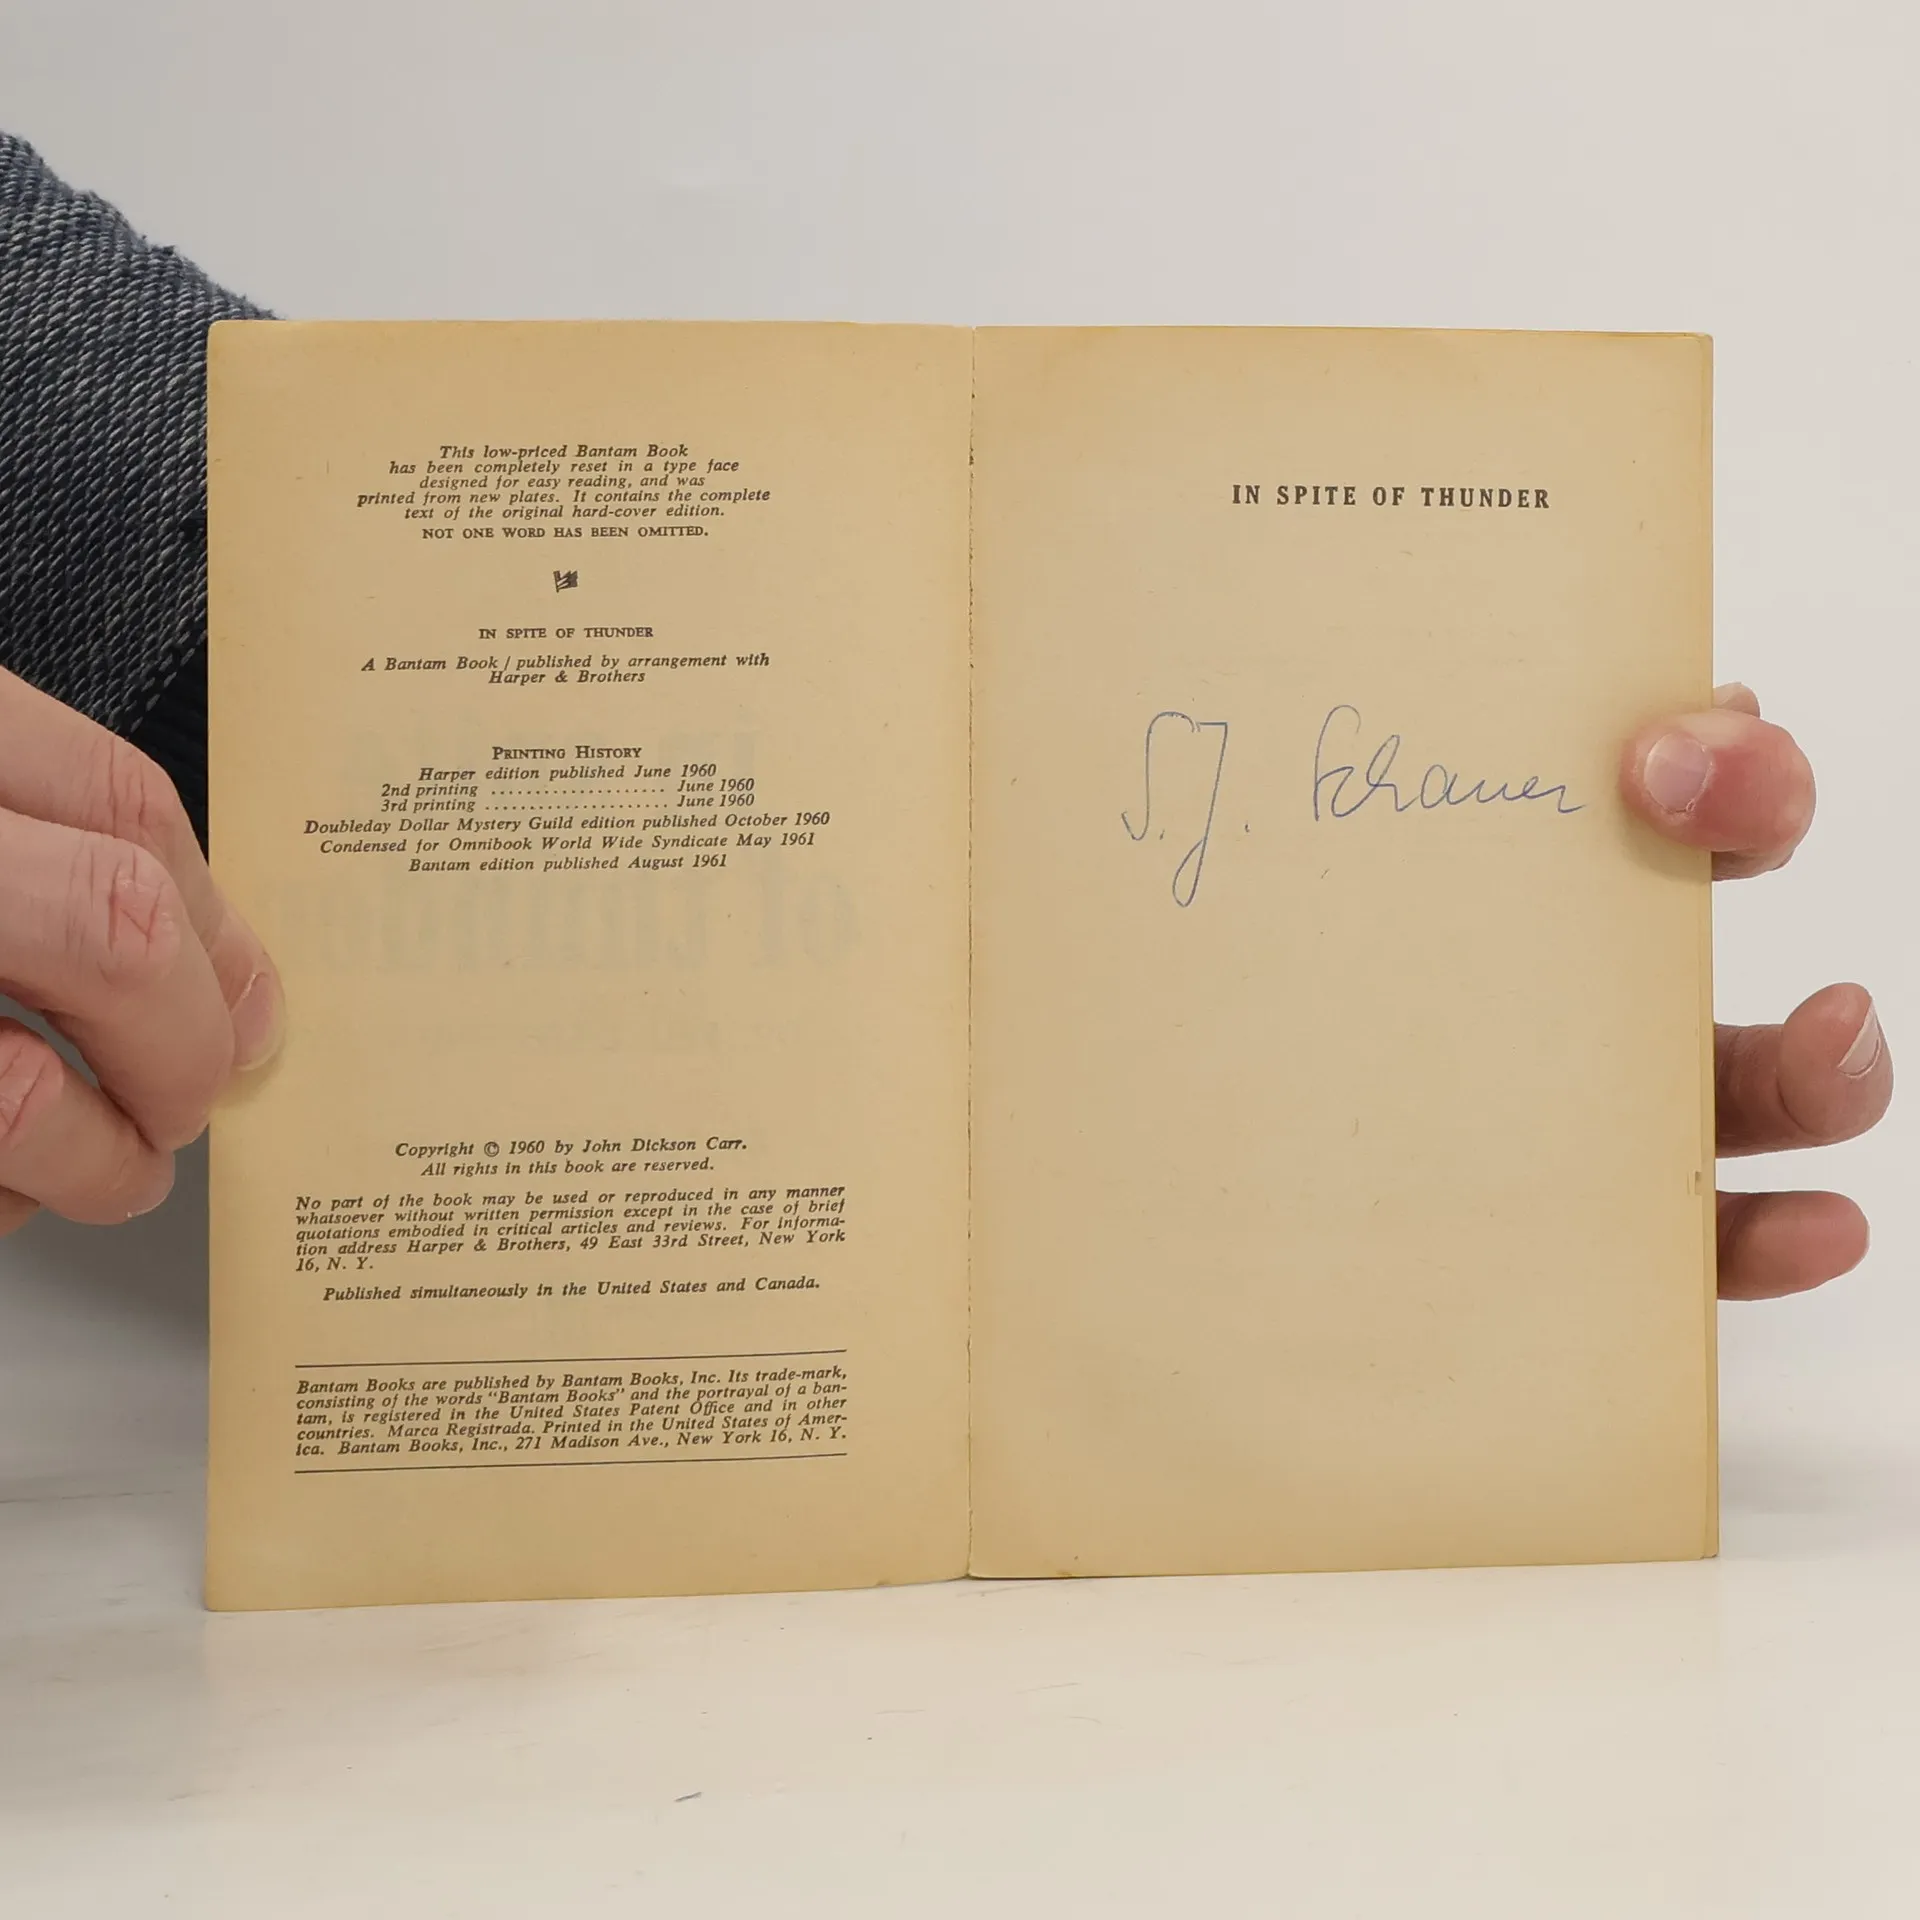 This low-priced Bantam Book
has been completely reset in a type face
designed for easy reading, and was
printed from new plates. It contains the complete
text of the original hard-cover edition.
NOT ONE WORD HAS BEEN OMITTED.
IN SPITE OF THUNDER
A Bantam Book / published by arrangement with
Harper & Brothers
PRINTING HISTORY
Harper edition published June 1960
2nd printing ..................... June 1960
3rd printing ...................... June 1960
Doubleday Dollar Mystery Guild edition published October 1960
Condensed for Omnibook World Wide Syndicate May 1961
Bantam edition published August 1961
Copyright © 1960 by John Dickson Carr.
All rights in this book are reserved.
No part of the book may be used or reproduced in any manner
whatsoever without written permission except in the case of brief
quotations embodied in critical articles and reviews. For informa-
tion address Harper & Brothers, 49 East 33rd Street, New York
16, N. Y.
Published simultaneously in the United States and Canada.
Bantam Books are published by Bantam Books, Inc. Its trade-mark,
consisting of the words "Bantam Books" and the portrayal of a ban-
tam, is registered in the United States Patent Office and in other
countries. Marca Registrada. Printed in the United States of Amer-
ica. Bantam Books, Inc., 271 Madison Ave., New York 16, N. Y.
IN SPITE OF THUNDER
S. J. Schauer